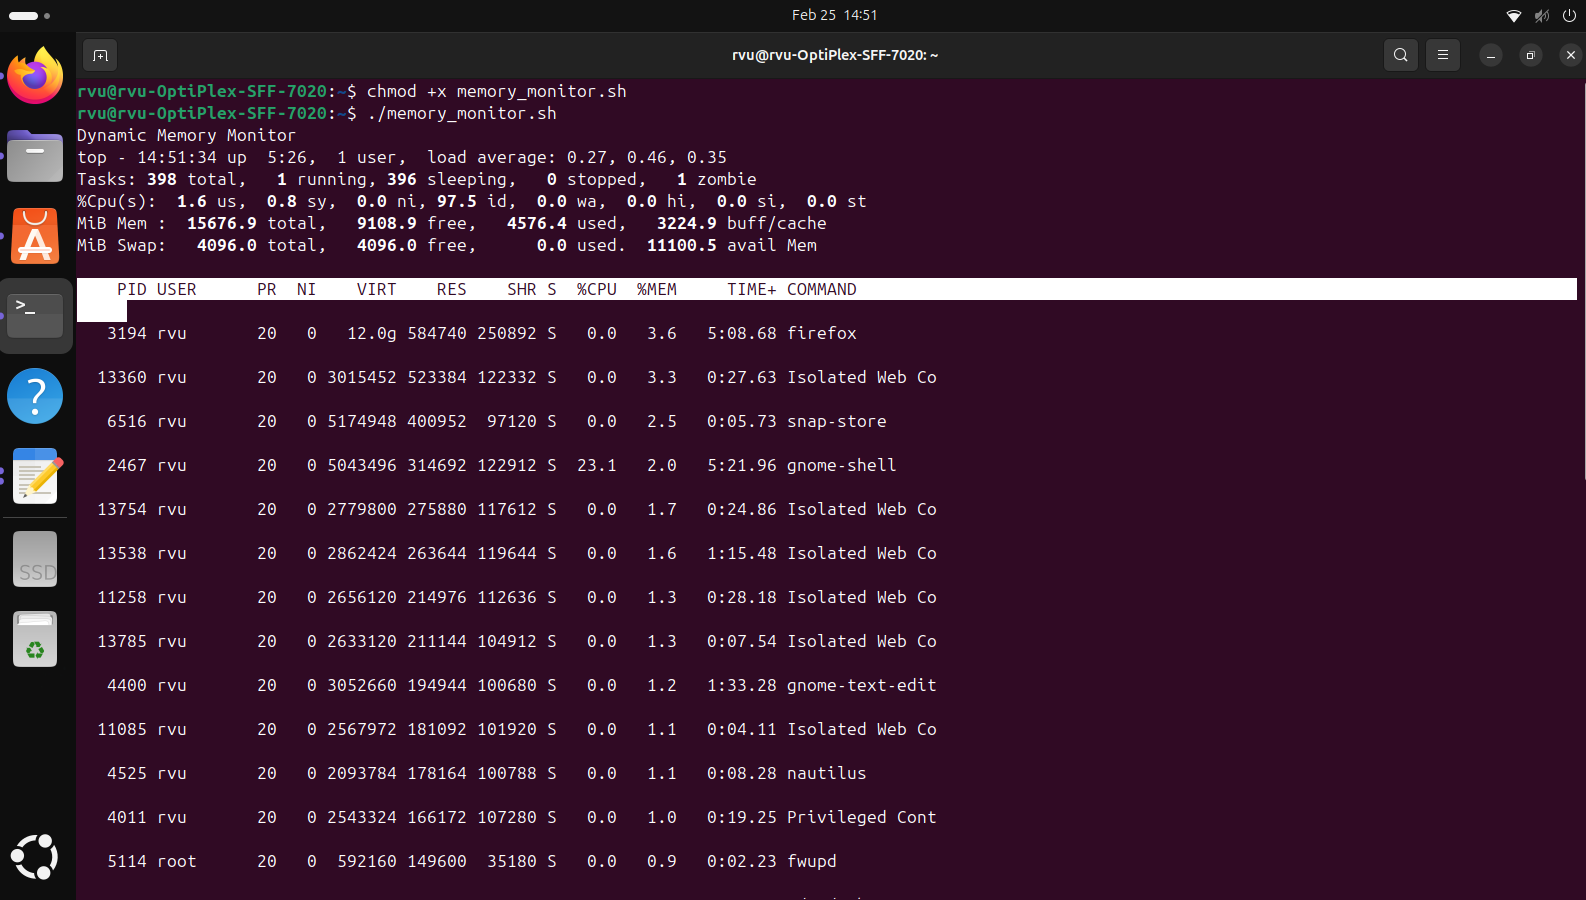 Feb 25 14:51
rvu@rvu-OptiPlex-SFF-7020: ~
rvu@rvu-OptiPlex-SFF-7020:~$ chmod +x memory_monitor.sh
rvu@rvu-OptiPlex-SFF-7020:~$ ./memory_monitor.sh
Dynamic Memory Monitor
top - 14:51:34 up  5:26,  1 user,  load average: 0.27, 0.46, 0.35
Tasks: 398 total,   1 running, 396 sleeping,   0 stopped,   1 zombie
%Cpu(s):  1.6 us,  0.8 sy,  0.0 ni, 97.5 id,  0.0 wa,  0.0 hi,  0.0 si,  0.0 st
MiB Mem :  15676.9 total,   9108.9 free,   4576.4 used,   3224.9 buff/cache
MiB Swap:   4096.0 total,   4096.0 free,      0.0 used.  11100.5 avail Mem
PID USER      PR  NI    VIRT    RES    SHR S  %CPU  %MEM     TIME+ COMMAND
3194 rvu       20   0   12.0g 584740 250892 S   0.0   3.6   5:08.68 firefox
13360 rvu       20   0 3015452 523384 122332 S   0.0   3.3   0:27.63 Isolated Web Co
6516 rvu       20   0 5174948 400952  97120 S   0.0   2.5   0:05.73 snap-store
2467 rvu       20   0 5043496 314692 122912 S  23.1   2.0   5:21.96 gnome-shell
13754 rvu       20   0 2779800 275880 117612 S   0.0   1.7   0:24.86 Isolated Web Co
13538 rvu       20   0 2862424 263644 119644 S   0.0   1.6   1:15.48 Isolated Web Co
11258 rvu       20   0 2656120 214976 112636 S   0.0   1.3   0:28.18 Isolated Web Co
13785 rvu       20   0 2633120 211144 104912 S   0.0   1.3   0:07.54 Isolated Web Co
4400 rvu       20   0 3052660 194944 100680 S   0.0   1.2   1:33.28 gnome-text-edit
11085 rvu       20   0 2567972 181092 101920 S   0.0   1.1   0:04.11 Isolated Web Co
4525 rvu       20   0 2093784 178164 100788 S   0.0   1.1   0:08.28 nautilus
4011 rvu       20   0 2543324 166172 107280 S   0.0   1.0   0:19.25 Privileged Cont
5114 root      20   0  592160 149600  35180 S   0.0   0.9   0:02.23 fwupd
SSD